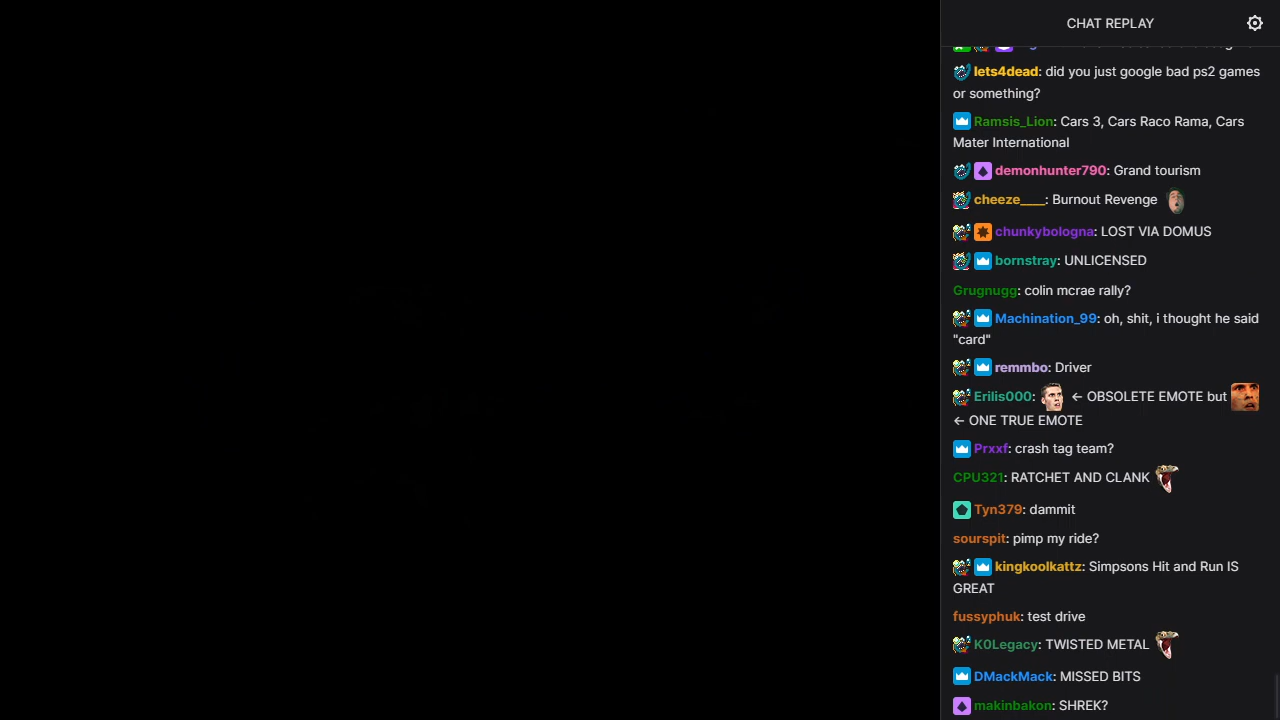 CHAT REPLAY
lets4dead: did you just google bad ps2 games
or something?
Ramsis_Lion: Cars 3, Cars Raco Rama, Cars
Mater International
demonhunter790: Grand tourism
cheeze____: Burnout Revenge
chunkybologna: LOST VIA DOMUS
bornstray: UNLICENSED
Grugnugg: colin mcrae rally?
Machination_99: oh, shit, i thought he said
"card"
remmbo: Driver
Erilis000: ← OBSOLETE EMOTE but
← ONE TRUE EMOTE
Prxxf: crash tag team?
CPU321: RATCHET AND CLANK
Tyn379: dammit
sourspit: pimp my ride?
kingkoolkattz: Simpsons Hit and Run IS
GREAT
fussyphuk: test drive
K0Legacy: TWISTED METAL
DMackMack: MISSED BITS
makinbakon: SHREK?